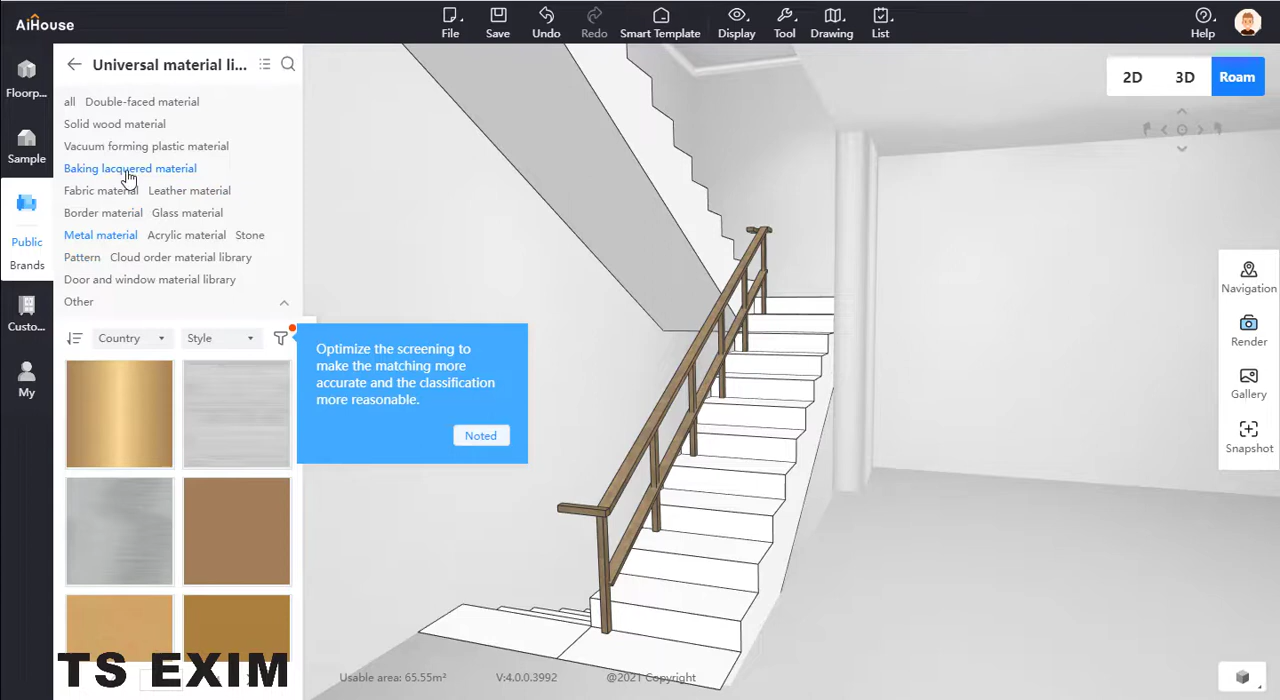 AiHouse
File
Save
Undo
Redo
Smart Template
Display
Tool
Drawing
List
Help
Floorp...
Sample
Public
Brands
Custo...
My
Universal material li...
all Double-faced material
Solid wood material
Vacuum forming plastic material
Baking lacquered material
Fabric material Leather material
Border material Glass material
Metal material Acrylic material Stone
Pattern Cloud order material library
Door and window material library
Other
Country Style
Optimize the screening to
make the matching more
accurate and the classification
more reasonable.
Noted
2D 3D Roam
Navigation
Render
Gallery
Snapshot
TS EXIM
Usable area: 65.55m² V:4.0.0.3992 @2021 Copyright